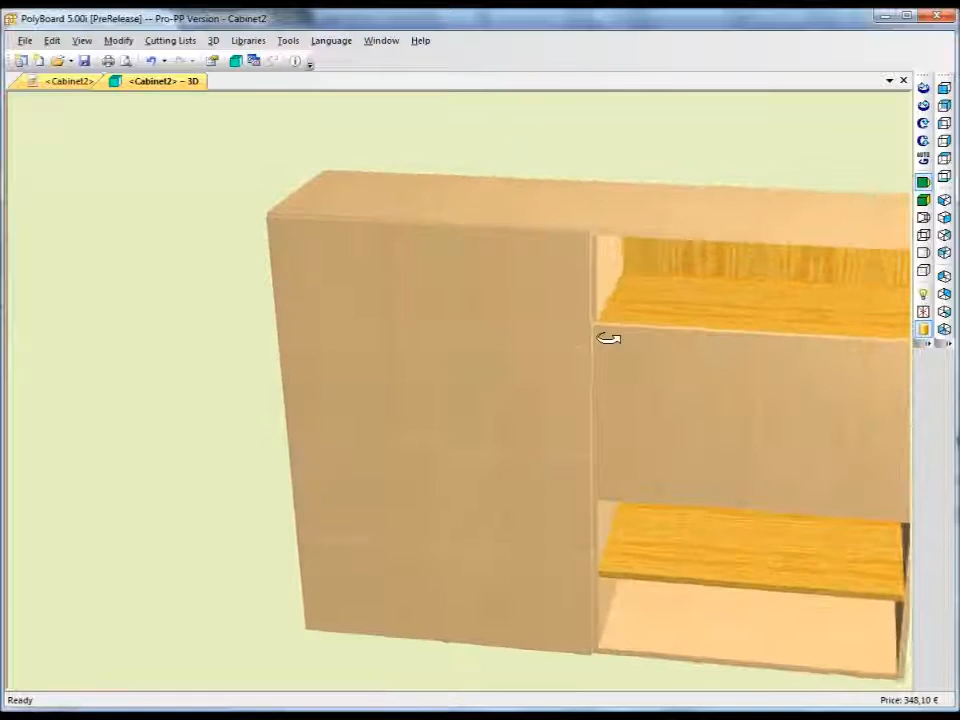 PolyBoard 5.00i [PreRelease] -- Pro-PP Version - Cabinet2
File Edit View Modify Cutting Lists 3D Libraries Tools Language Window Help
<Cabinet2> <Cabinet2> - 3D
AUTO
Ready Price: 348,10 €